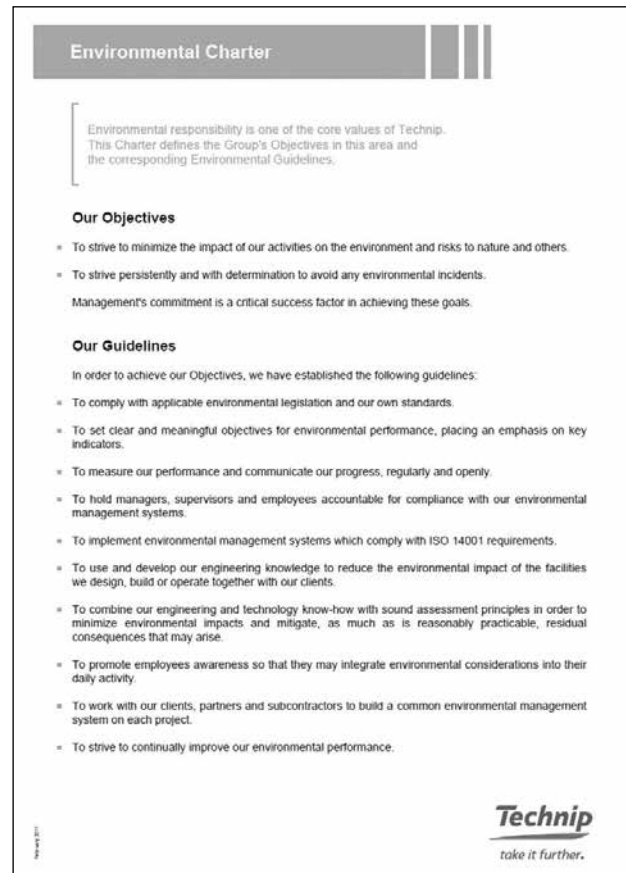 Environmental Charter
Environmental responsibility is one of the core values of Technip.
This Charter defines the Group's Objectives in this area and
the corresponding Environmental Guidelines.
Our Objectives
To strive to minimize the impact of our activities on the environment and risks to nature and others.
To strive persistently and with determination to avoid any environmental incidents.
Management's commitment is a critical success factor in achieving these goals.
Our Guidelines
In order to achieve our Objectives, we have established the following guidelines:
To comply with applicable environmental legislation and our own standards.
To set clear and meaningful objectives for environmental performance, placing an emphasis on key
indicators.
To measure our performance and communicate our progress, regularly and openly.
To hold managers, supervisors and employees accountable for compliance with our environmental
management systems.
To implement environmental management systems which comply with ISO 14001 requirements.
To use and develop our engineering knowledge to reduce the environmental impact of the facilities
we design, build or operate together with our clients.
To combine our engineering and technology know-how with sound assessment principles in order to
minimize environmental impacts and mitigate, as much as is reasonably practicable, residual
consequences that may arise.
To promote employees awareness so that they may integrate environmental considerations into their
daily activity.
To work with our clients, partners and subcontractors to build a common environmental management
system on each project.
To strive to continually improve our environmental performance.
February 2011
Technip
take it further.